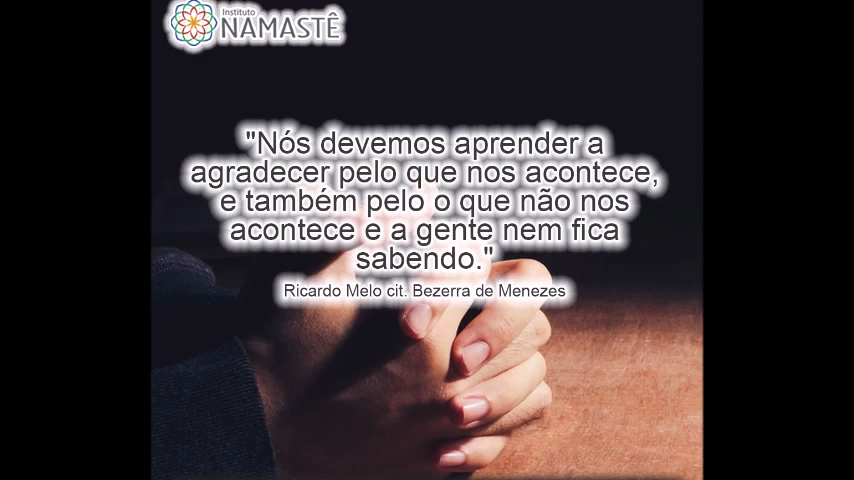 Instituto
NAMASTÊ
"Nós devemos aprender a
agradecer pelo que nos acontece,
e também pelo o que não nos
acontece e a gente nem fica
sabendo."
Ricardo Melo cit. Bezerra de Menezes